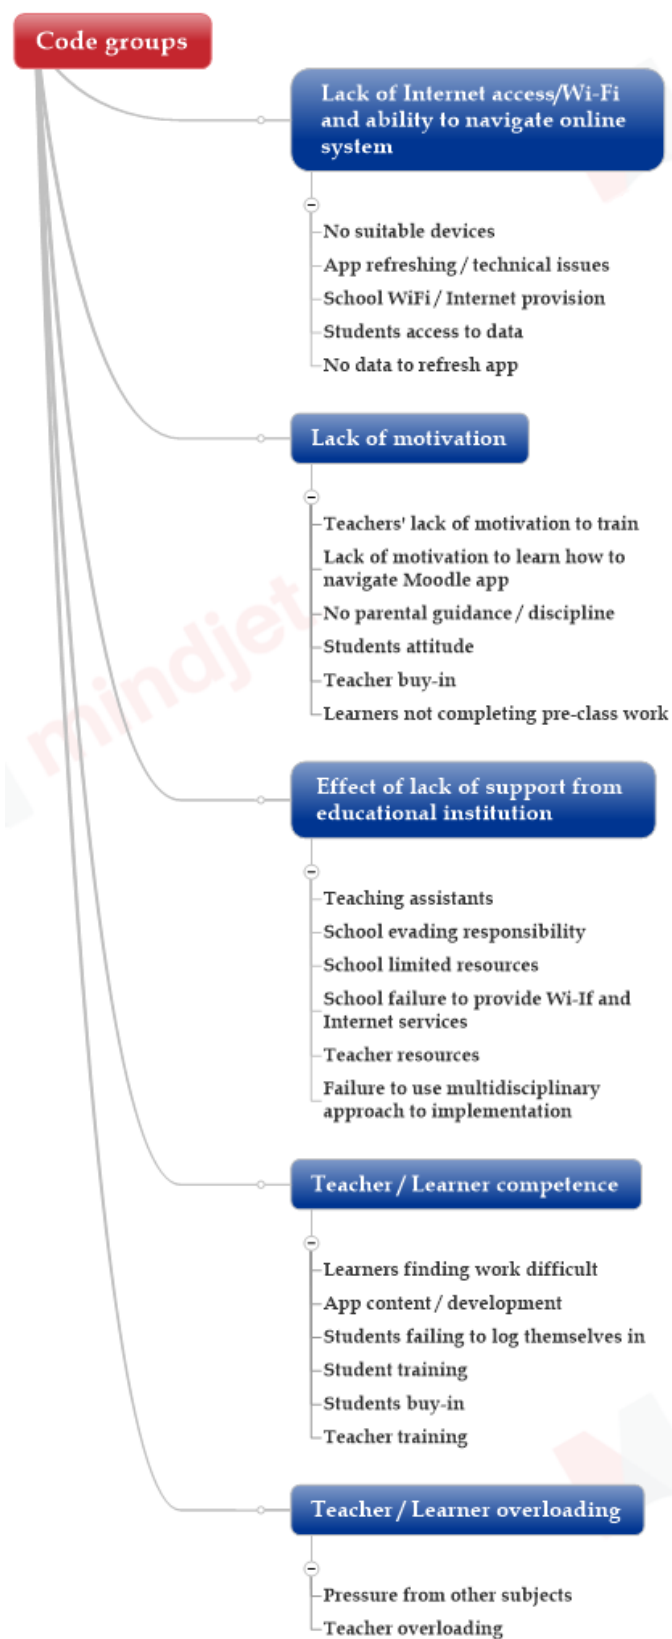 Code groups
Lack of Internet access/Wi-Fi
and ability to navigate online
system
No suitable devices
App refreshing / technical issues
School WiFi / Internet provision
Students access to data
No data to refresh app
Lack of motivation
Teachers' lack of motivation to train
Lack of motivation to learn how to
navigate Moodle app
No parental guidance / discipline
Students attitude
Teacher buy-in
Learners not completing pre-class work
mindjet
Effect of lack of support from
educational institution
Teaching assistants
School evading responsibility
School limited resources
School failure to provide Wi-If and
Internet services
Teacher resources
Failure to use multidisciplinary
approach to implementation
Teacher / Learner competence
Learners finding work difficult
App content / development
Students failing to log themselves in
Student training
Students buy-in
Teacher training
Teacher / Learner overloading
Pressure from other subjects
Teacher overloading